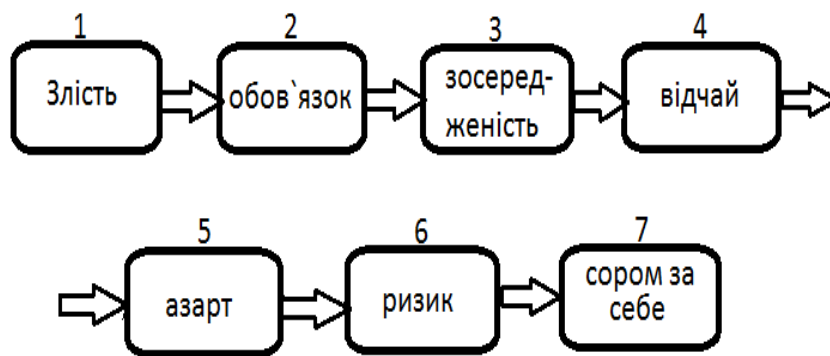 1 2 3 4
Злість обов`язок зосеред-
женість відчай
5 6 7
азарт ризик сором за
себе